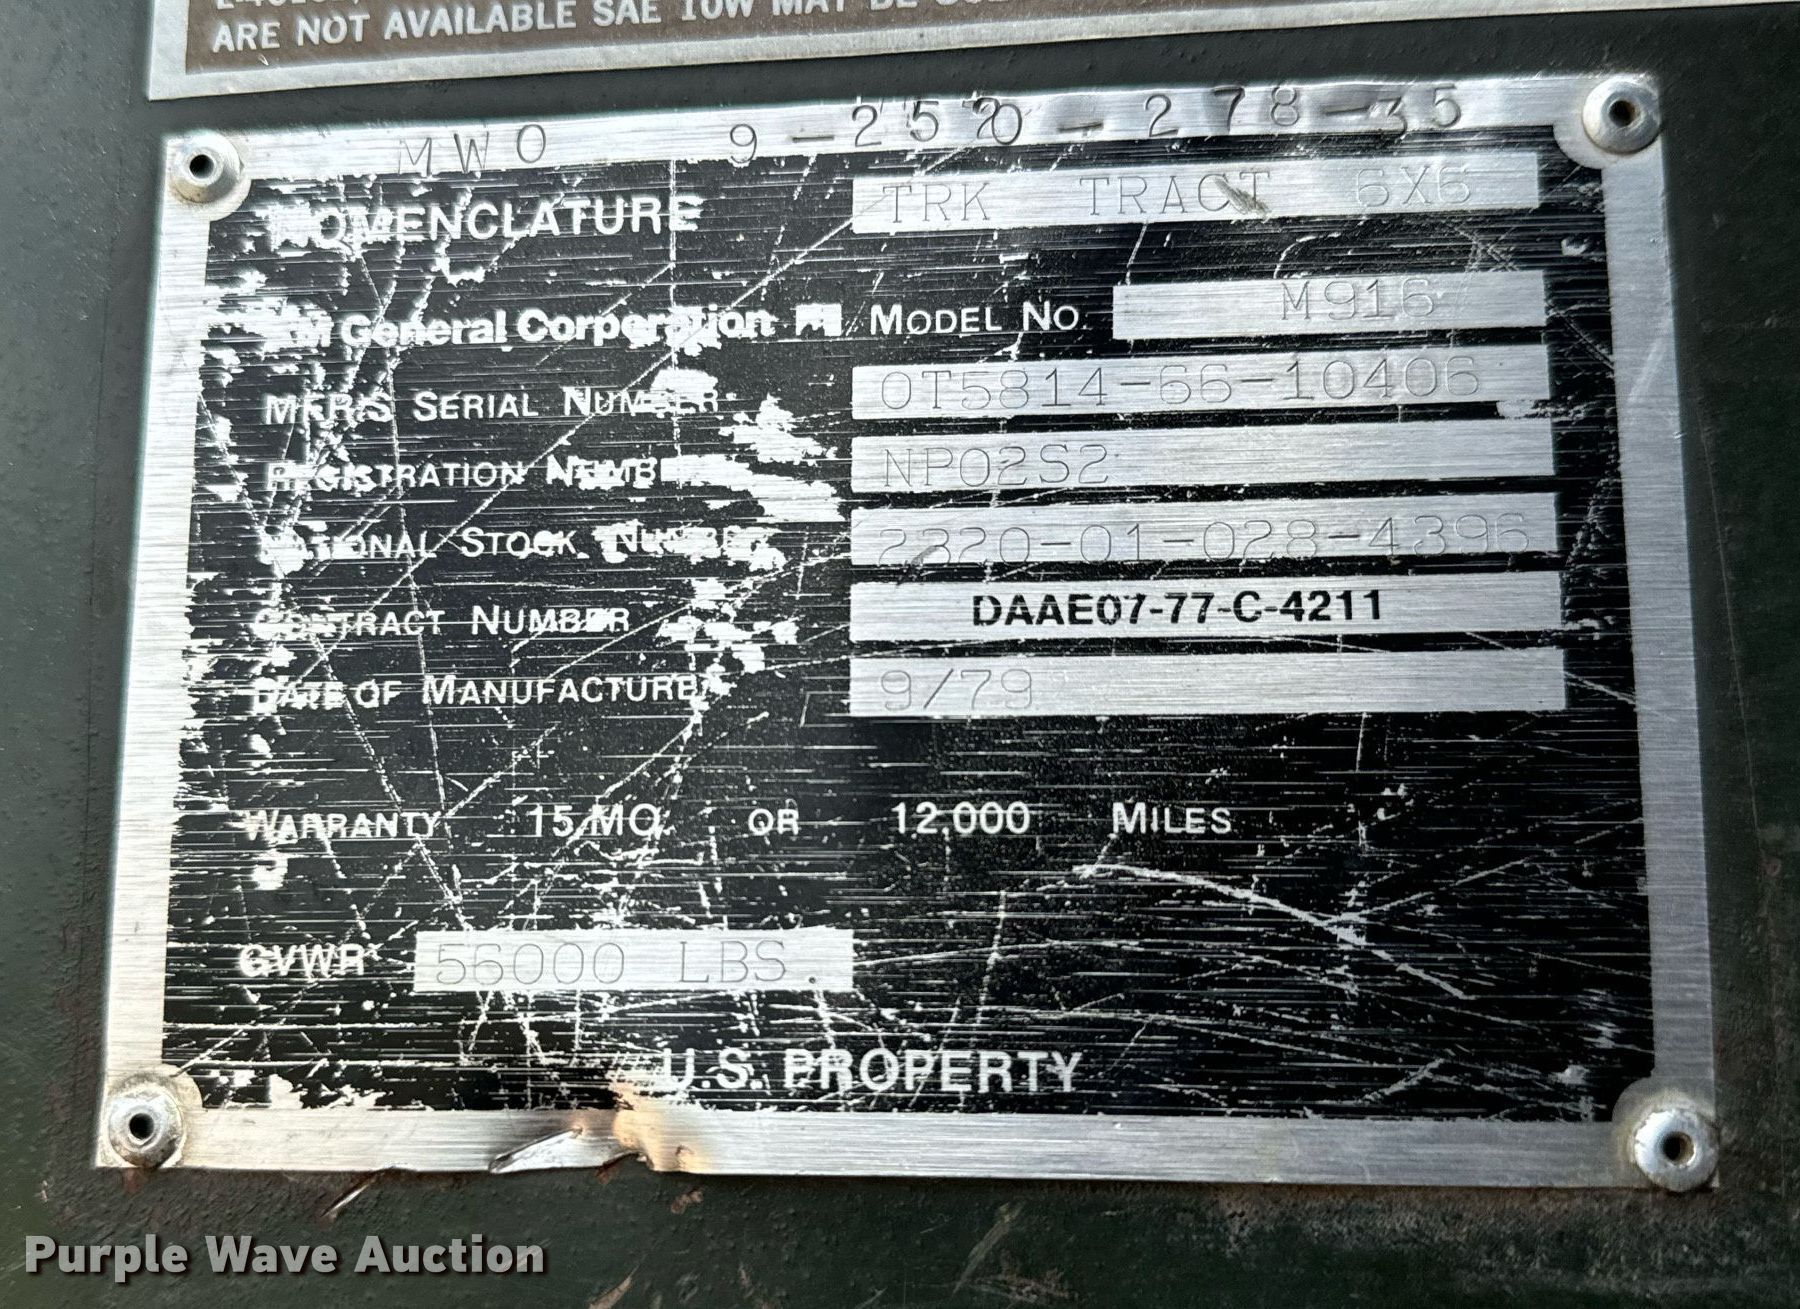 ARE NOT AVAILABLE SAE 10W MAY BE
MWO 9-2520-278-35
NOMENCLATURE TRK TRACT 6X6
AM General Corporation MODEL NO. M916
MFR'S SERIAL NUMBER OT5814-66-10406
REGISTRATION NUMBER NP02S2
NATIONAL STOCK NUMBER 2320-01-028-4396
CONTRACT NUMBER DAAE07-77-C-4211
DATE OF MANUFACTURE 9/79
WARRANTY 15 MO. OR 12,000 MILES
GVWR 56000 LBS.
U.S. PROPERTY
Purple Wave Auction